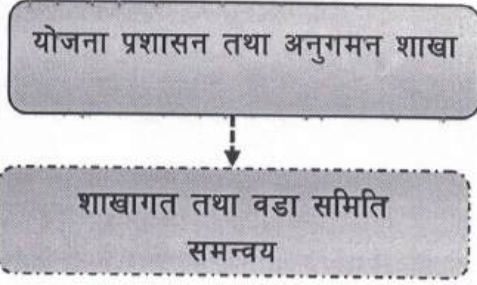 योजना प्रशासन तथा अनुगमन शाखा
शाखागत तथा वडा समिति
समन्वय